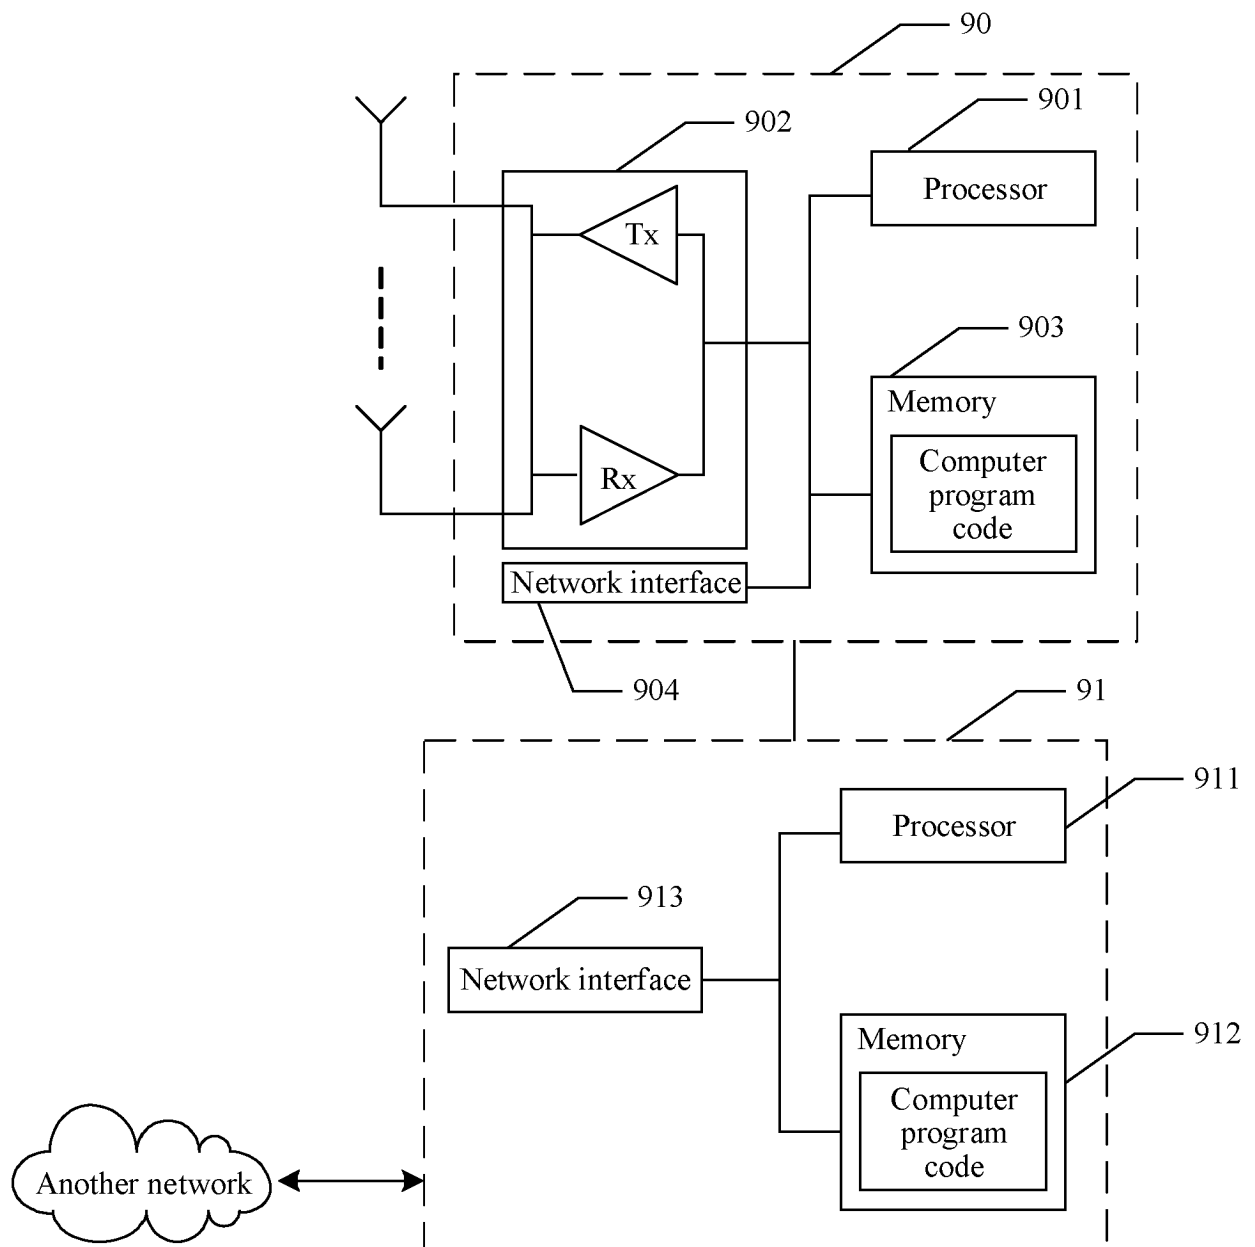 90
901
902
Processor
Tx
903
Memory
Computer
program
code
Rx
Network interface
904
91
911
Processor
913
Network interface
912
Memory
Computer
program
code
Another network